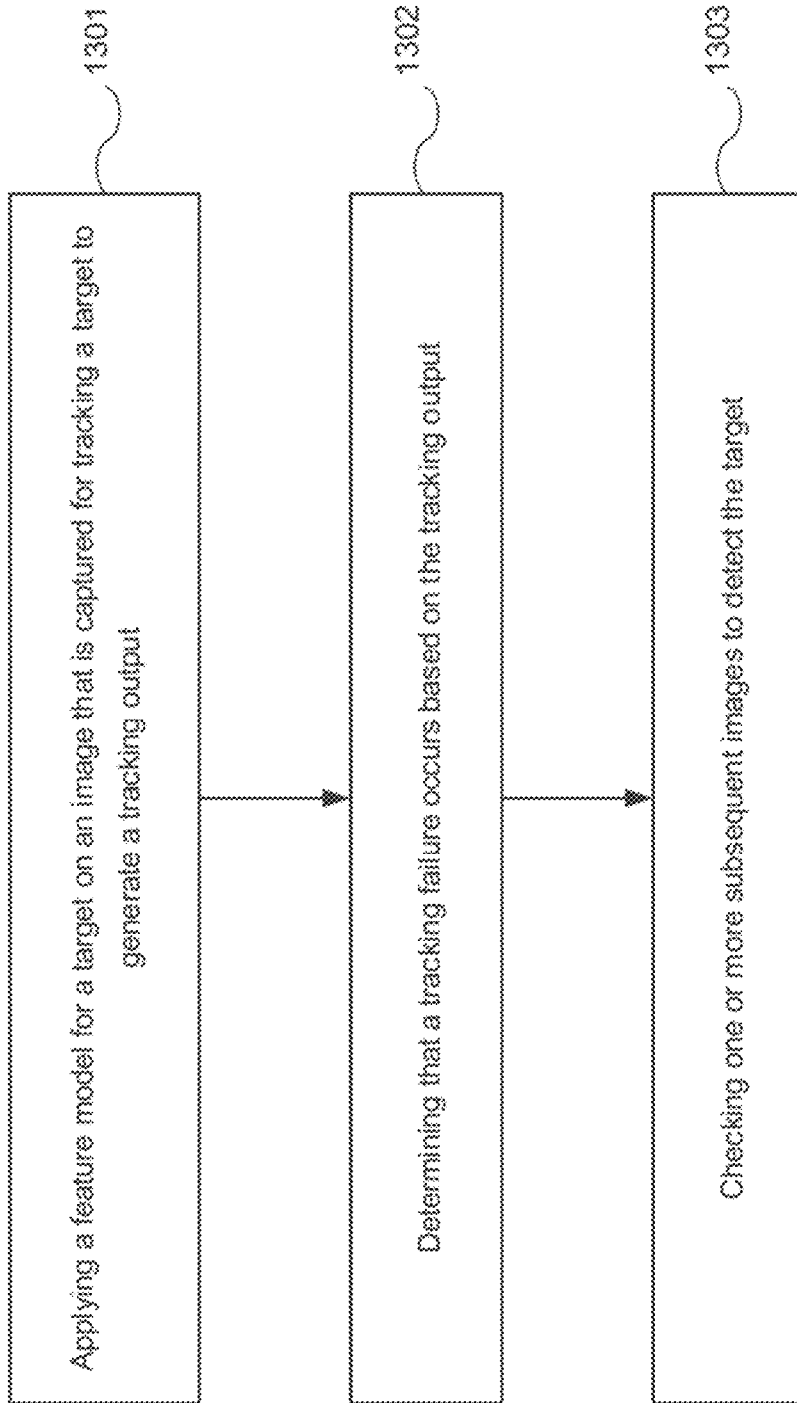 Applying a feature model for a target on an image that is captured for tracking a target to
generate a tracking output
1301
Determining that a tracking failure occurs based on the tracking output
1302
Checking one or more subsequent images to detect the target
1303